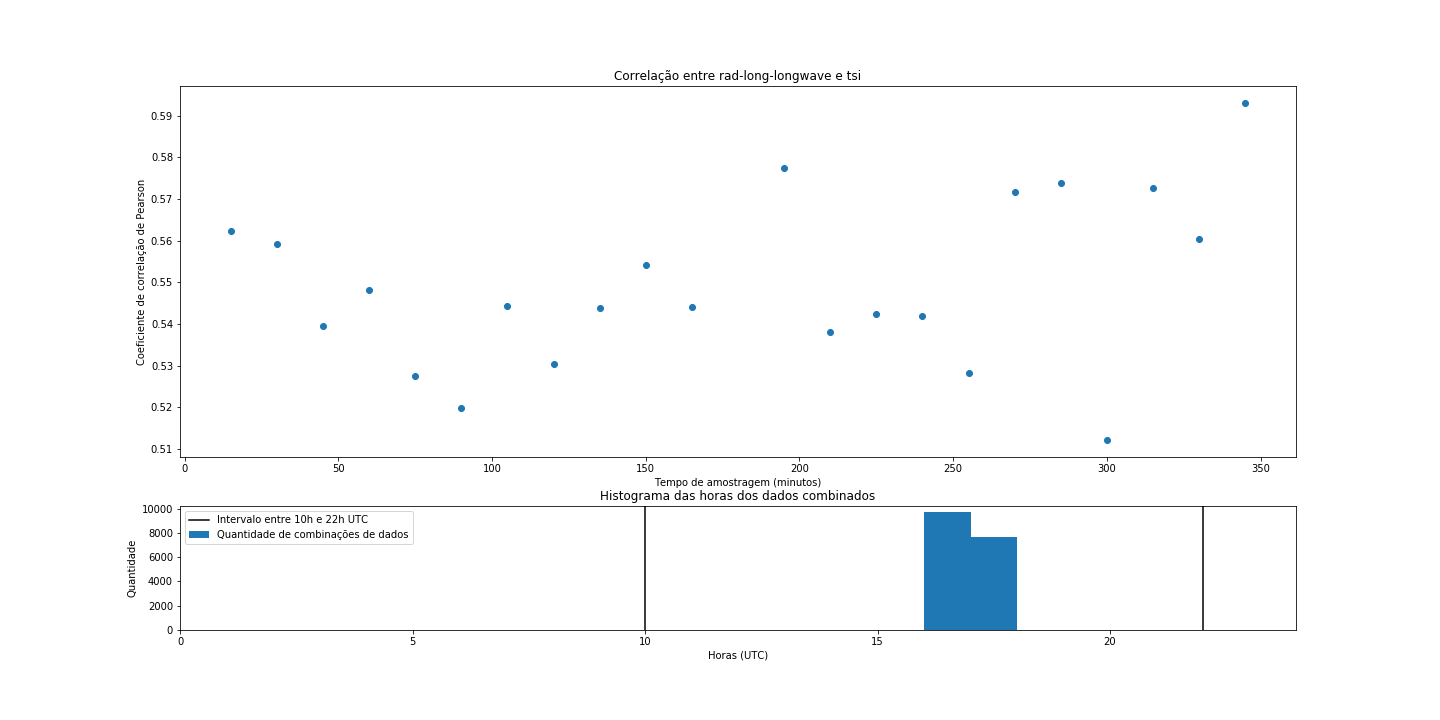 Correlação entre rad-long-longwave e tsi
Coeficiente de correlação de Pearson
0.59
0.58
0.57
0.56
0.55
0.54
0.53
0.52
0.51
0 50 100 150 200 250 300 350
Tempo de amostragem (minutos)
Histograma das horas dos dados combinados
Quantidade
10000
8000
6000
4000
2000
0
Intervalo entre 10h e 22h UTC
Quantidade de combinações de dados
0 5 10 15 20
Horas (UTC)